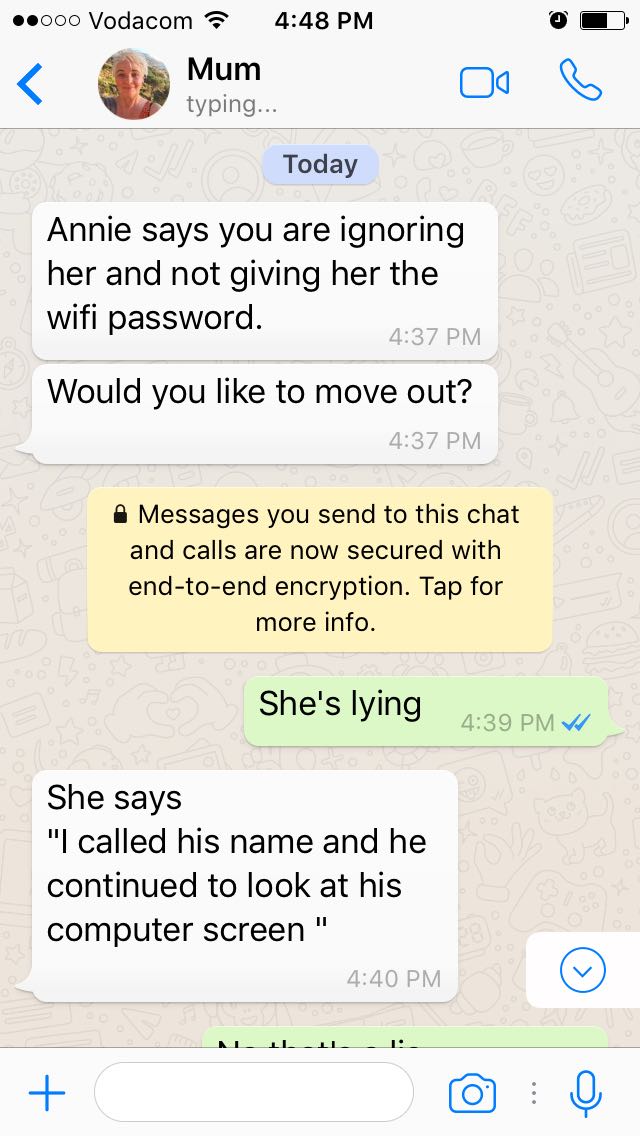 Vodacom 4:48 PM
Mum
typing...
Today
Annie says you are ignoring
her and not giving her the
wifi password.
4:37 PM
Would you like to move out?
4:37 PM
Messages you send to this chat
and calls are now secured with
end-to-end encryption. Tap for
more info.
She's lying
4:39 PM
She says
"I called his name and he
continued to look at his
computer screen "
4:40 PM
No that's a lie